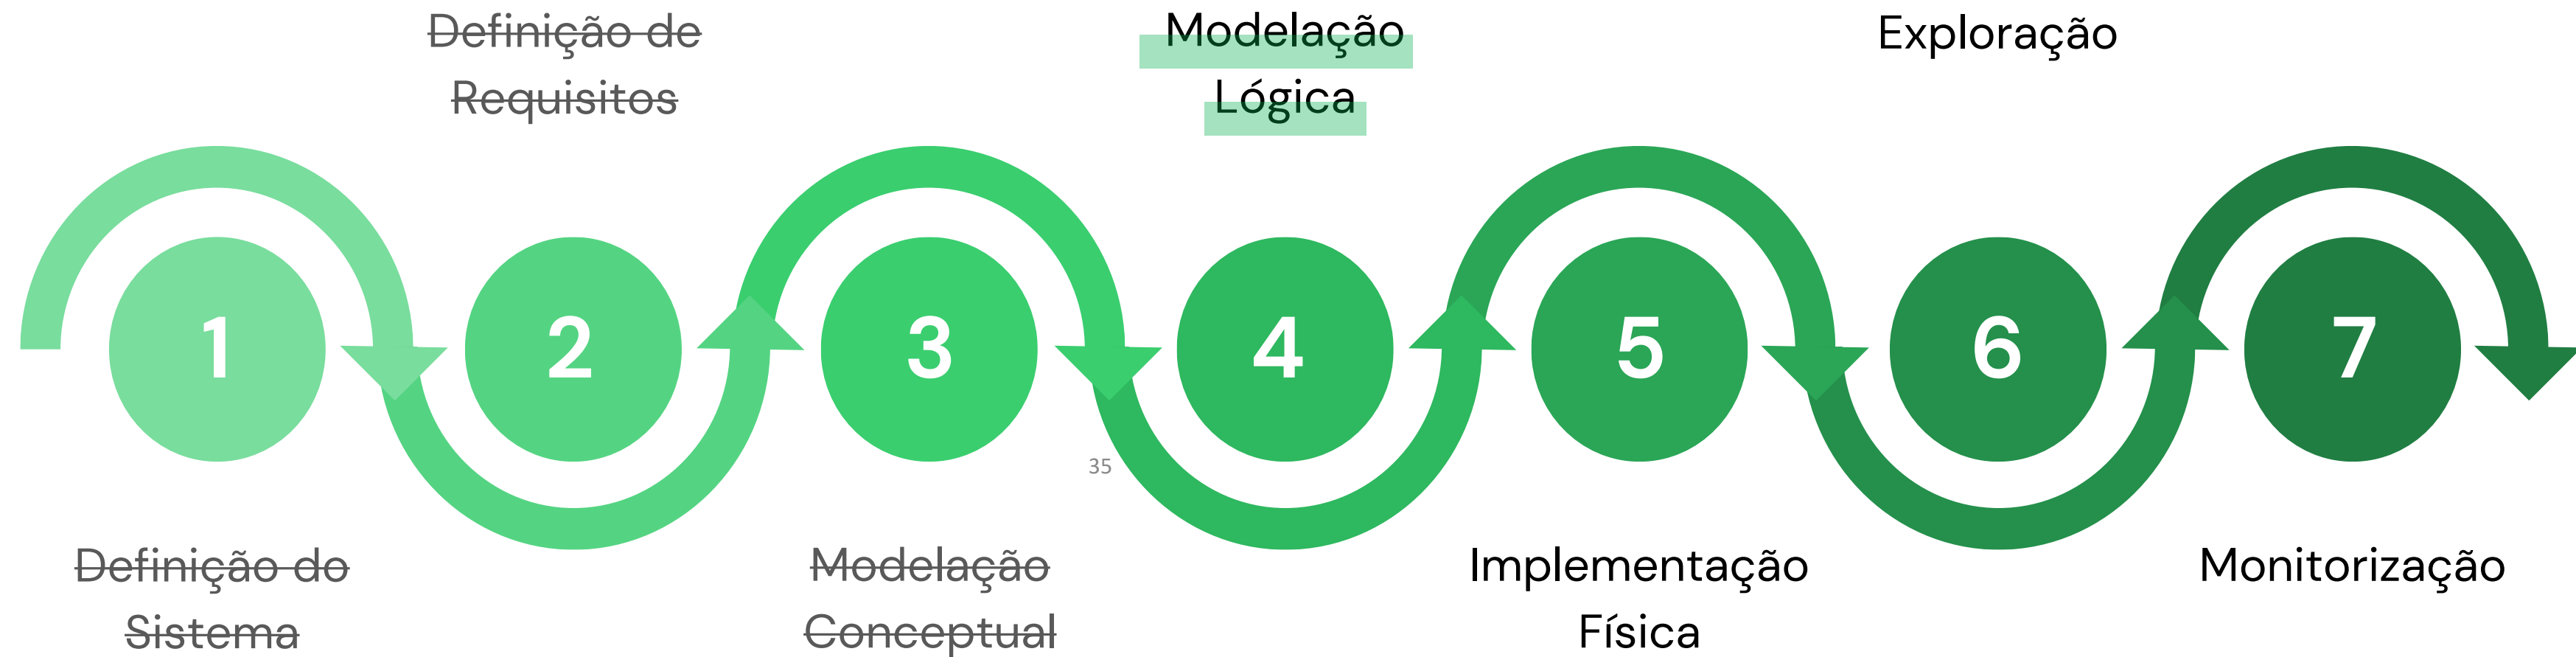 Definição de
Requisitos
Modelação
Lógica
Exploração
1
2
3
4
5
6
7
35
Definição do
Sistema
Modelação
Conceptual
Implementação
Física
Monitorização